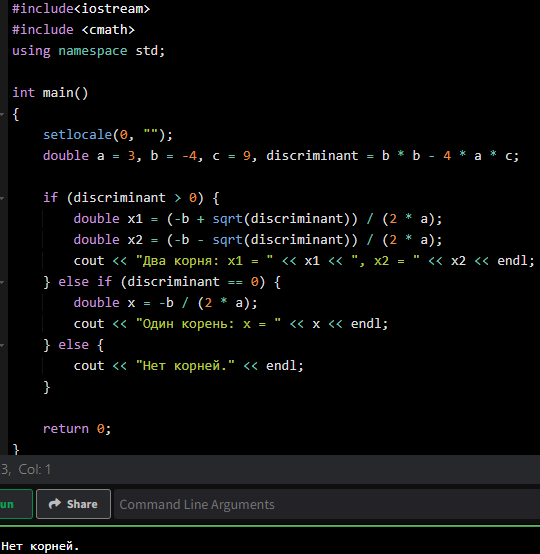 #include<iostream>
#include <cmath>
using namespace std;
int main()
{
    setlocale(0, "");
    double a = 3, b = -4, c = 9, discriminant = b * b - 4 * a * c;
    if (discriminant > 0) {
        double x1 = (-b + sqrt(discriminant)) / (2 * a);
        double x2 = (-b - sqrt(discriminant)) / (2 * a);
        cout << "Два корня: x1 = " << x1 << ", x2 = " << x2 << endl;
    } else if (discriminant == 0) {
        double x = -b / (2 * a);
        cout << "Один корень: x = " << x << endl;
    } else {
        cout << "Нет корней." << endl;
    }
    return 0;
}
3, Col: 1
un Share Command Line Arguments
Нет корней.